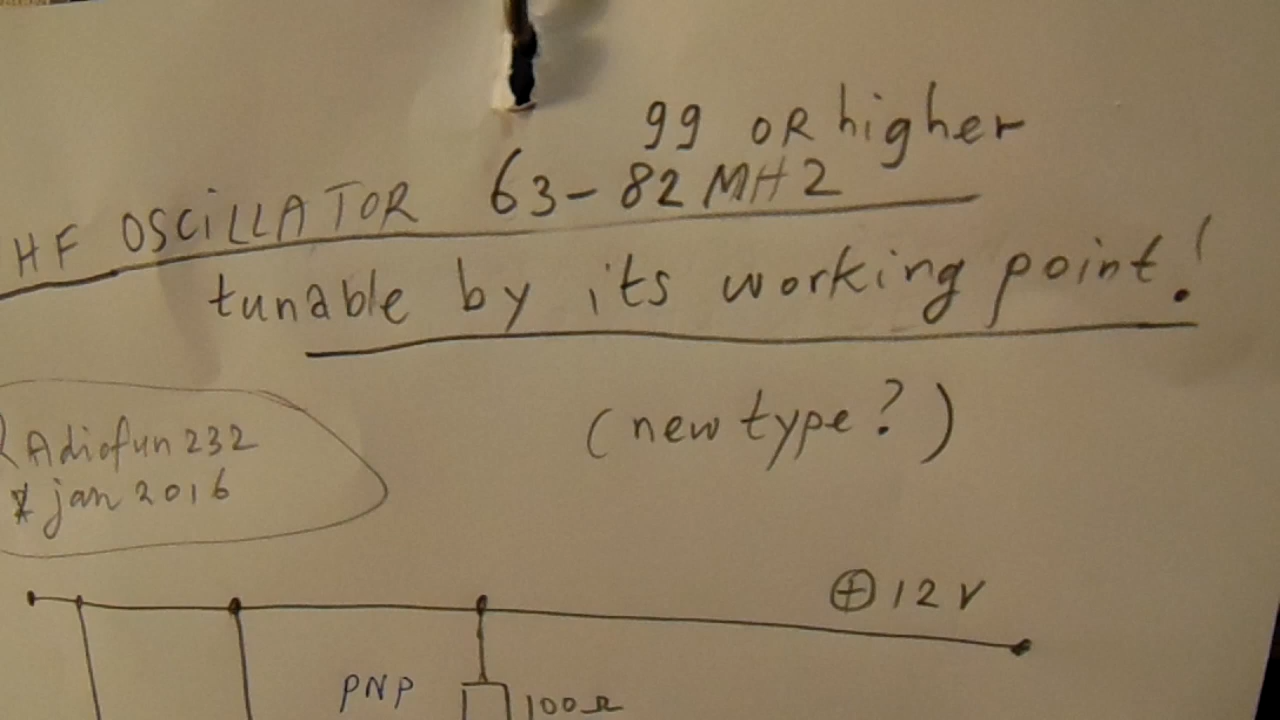 99 OR higher
HF OSCILLATOR 63-82 MHZ
tunable by its working point!
(new type?)
RAdiofun232
jan 2016
⊕ 12 V
PNP
100Ω